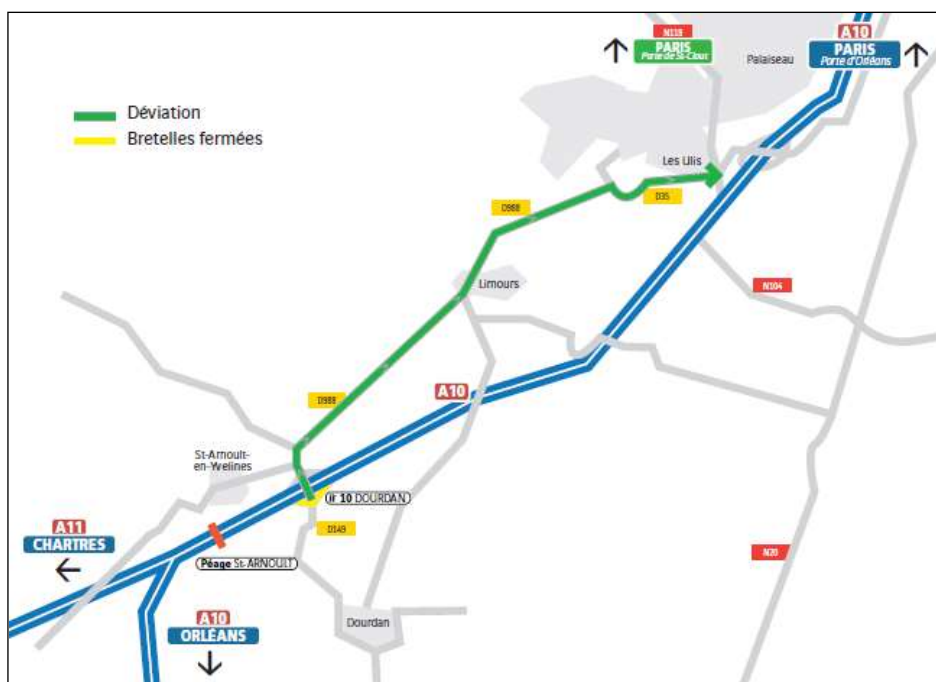 N118
PARIS
Porte de St-Cloud
A10
PARIS
Porte d'Orléans
Palaiseau
Déviation
Bretelles fermées
Les Ulis
D988
D35
Limours
N104
A10
D988
St-Arnoult-
en-Yvelines
n° 10 DOURDAN
D149
A11
CHARTRES
Péage St-ARNOULT
N20
A10
ORLÉANS
Dourdan